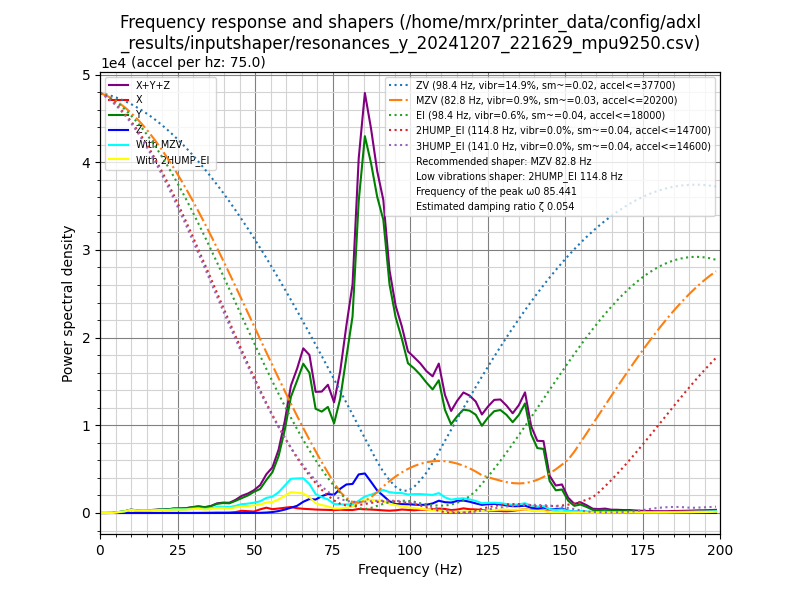 Frequency response and shapers (/home/mrx/printer_data/config/adxl
_results/inputshaper/resonances_y_20241207_221629_mpu9250.csv)
1e4 (accel per hz: 75.0)
X+Y+Z
X
Y
Z
With MZV
With 2HUMP_EI
ZV (98.4 Hz, vibr=14.9%, sm~=0.02, accel<=37700)
MZV (82.8 Hz, vibr=0.9%, sm~=0.03, accel<=20200)
EI (98.4 Hz, vibr=0.6%, sm~=0.04, accel<=18000)
2HUMP_EI (114.8 Hz, vibr=0.0%, sm~=0.04, accel<=14700)
3HUMP_EI (141.0 Hz, vibr=0.0%, sm~=0.04, accel<=14600)
Recommended shaper: MZV 82.8 Hz
Low vibrations shaper: 2HUMP_EI 114.8 Hz
Frequency of the peak ω0 85.441
Estimated damping ratio ζ 0.054
Power spectral density
5
4
3
2
1
0
0 25 50 75 100 125 150 175 200
Frequency (Hz)